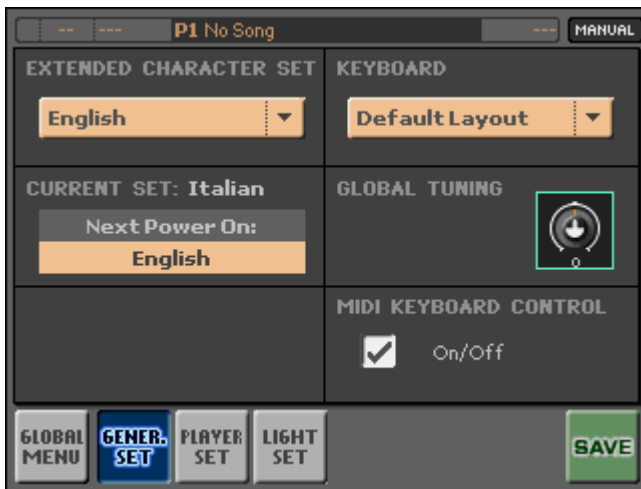 -- --- P1 No Song --- MANUAL
EXTENDED CHARACTER SET
English
KEYBOARD
Default Layout
CURRENT SET: Italian
Next Power On:
English
GLOBAL TUNING
0
MIDI KEYBOARD CONTROL
On/Off
GLOBAL MENU
GENER. SET
PLAYER SET
LIGHT SET
SAVE